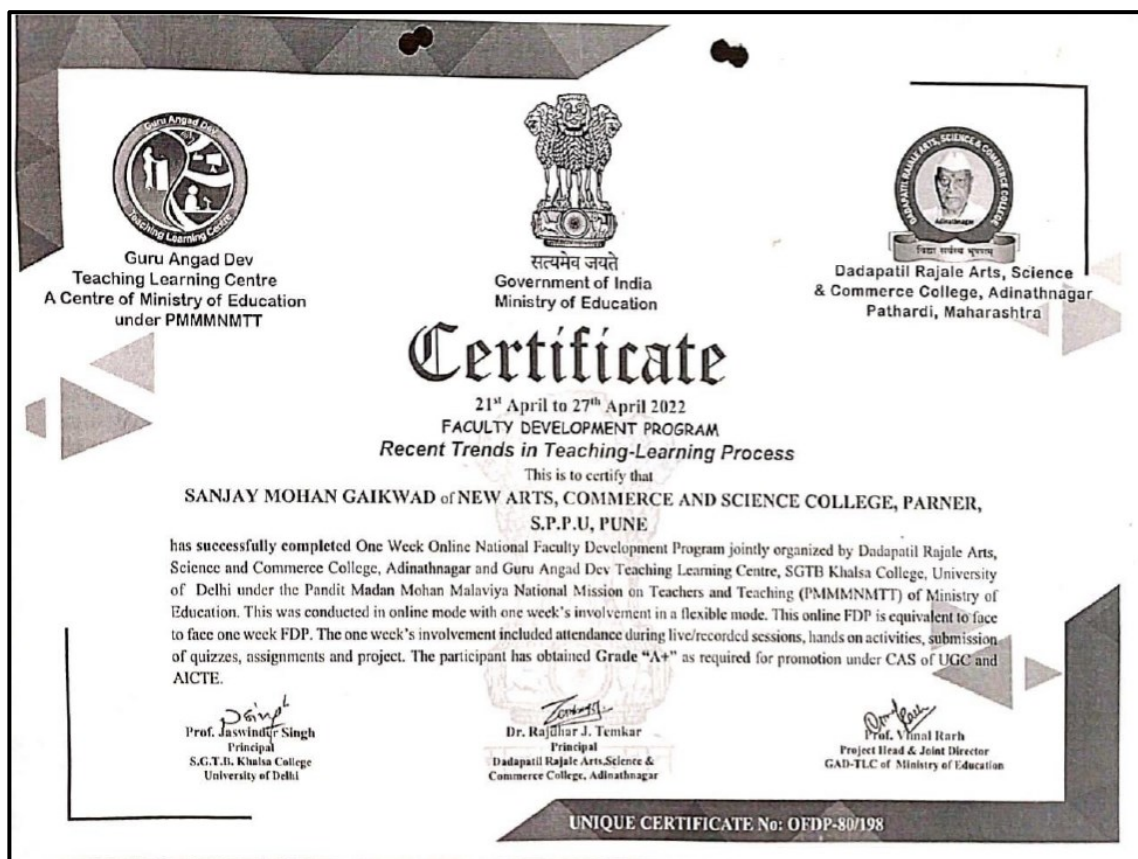 Guru Angad Dev
Teaching Learning Centre
Guru Angad Dev
Teaching Learning Centre
A Centre of Ministry of Education
under PMMMNMTT
सत्यमेव जयते
Government of India
Ministry of Education
DADAPATIL RAJALE ARTS, SCIENCE & COMMERCE COLLEGE
Adinathnagar
विद्या सर्वस्य भूषणम्
Dadapatil Rajale Arts, Science
& Commerce College, Adinathnagar
Pathardi, Maharashtra
Certificate
21st April to 27th April 2022
FACULTY DEVELOPMENT PROGRAM
Recent Trends in Teaching-Learning Process
This is to certify that
SANJAY MOHAN GAIKWAD of NEW ARTS, COMMERCE AND SCIENCE COLLEGE, PARNER,
S.P.P.U, PUNE
has successfully completed One Week Online National Faculty Development Program jointly organized by Dadapatil Rajale Arts,
Science and Commerce College, Adinathnagar and Guru Angad Dev Teaching Learning Centre, SGTB Khalsa College, University
of Delhi under the Pandit Madan Mohan Malaviya National Mission on Teachers and Teaching (PMMMNMTT) of Ministry of
Education. This was conducted in online mode with one week's involvement in a flexible mode. This online FDP is equivalent to face
to face one week FDP. The one week's involvement included attendance during live/recorded sessions, hands on activities, submission
of quizzes, assignments and project. The participant has obtained Grade “A+” as required for promotion under CAS of UGC and
AICTE.
Prof. Jaswinder Singh
Principal
S.G.T.B. Khalsa College
University of Delhi
Dr. Rajdhar J. Temkar
Principal
Dadapatil Rajale Arts,Science &
Commerce College, Adinathnagar
Prof. Vimal Rarh
Project Head & Joint Director
GAD-TLC of Ministry of Education
UNIQUE CERTIFICATE No: OFDP-80/198